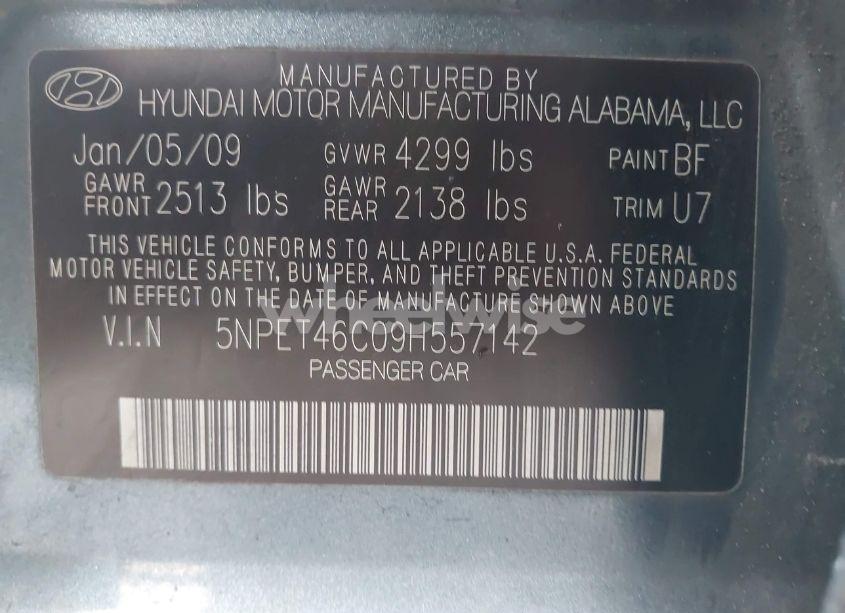 MANUFACTURED BY
HYUNDAI MOTOR MANUFACTURING ALABAMA, LLC
Jan/05/09 GVWR 4299 lbs PAINT BF
GAWR FRONT 2513 lbs GAWR REAR 2138 lbs TRIM U7
THIS VEHICLE CONFORMS TO ALL APPLICABLE U.S.A. FEDERAL
MOTOR VEHICLE SAFETY, BUMPER, AND THEFT PREVENTION STANDARDS
IN EFFECT ON THE DATE OF MANUFACTURE SHOWN ABOVE
wheelwise
V.I.N 5NPET46C09H557142
PASSENGER CAR